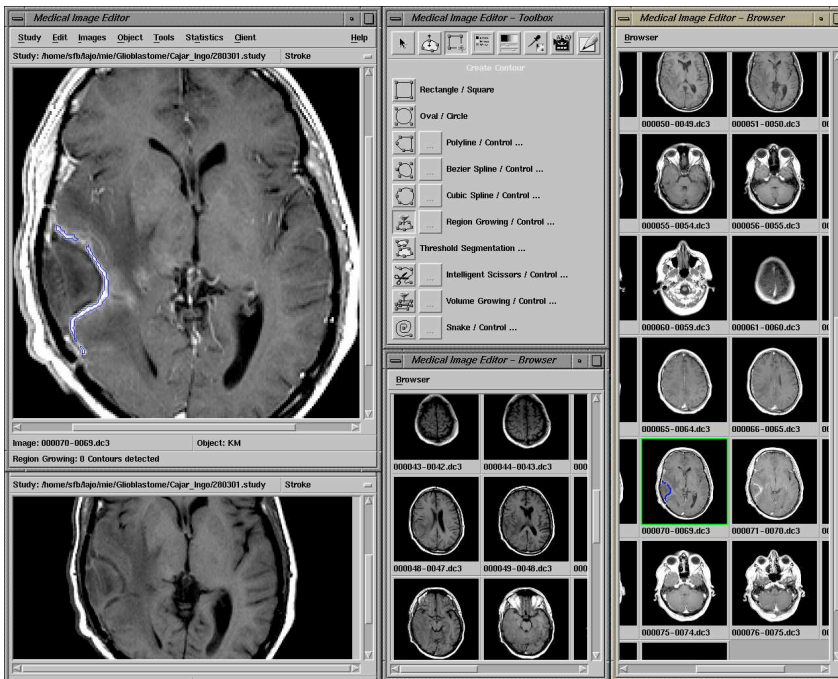 Medical Image Editor
Study Edit Images Object Tools Statistics Client Help
Study: /home/sfb/lajo/mie/Glioblastome/Cajar_Ingo/280301.study Stroke
Image: 000070-0069.dc3 Object: KM
Region Growing: 0 Contours detected
Study: /home/sfb/lajo/mie/Glioblastome/Cajar_Ingo/280301.study Stroke
Medical Image Editor - Toolbox
Create Contour
Rectangle / Square
Oval / Circle
... Polyline / Control ...
... Bezier Spline / Control ...
... Cubic Spline / Control ...
... Region Growing / Control ...
Threshold Segmentation ...
... Intelligent Scissors / Control ...
... Volume Growing / Control ...
... Snake / Control ...
Medical Image Editor - Browser
Browser
000043-0042.dc3 000044-0043.dc3 000
000048-0047.dc3 000049-0048.dc3 000
Medical Image Editor - Browser
Browser
000050-0049.dc3 000051-0050.dc3
000055-0054.dc3 000056-0055.dc3
000060-0059.dc3 000061-0060.dc3
000065-0064.dc3 000066-0065.dc3
000070-0069.dc3 000071-0070.dc3
000075-0074.dc3 000076-0075.dc3